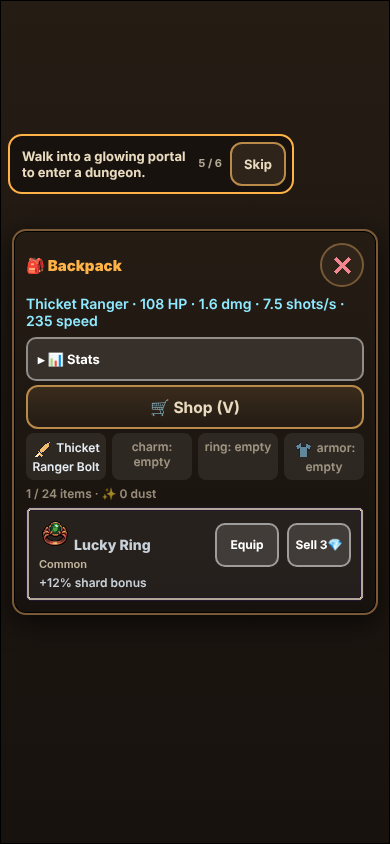 Walk into a glowing portal
to enter a dungeon.
5 / 6
Skip
🎒 Backpack
Thicket Ranger · 108 HP · 1.6 dmg · 7.5 shots/s ·
235 speed
▸ 📊 Stats
🛒 Shop (V)
🗡️ Thicket
Ranger Bolt
charm:
empty
ring: empty
👕 armor:
empty
1 / 24 items · ✨ 0 dust
Lucky Ring
Common
+12% shard bonus
Equip
Sell 3💎